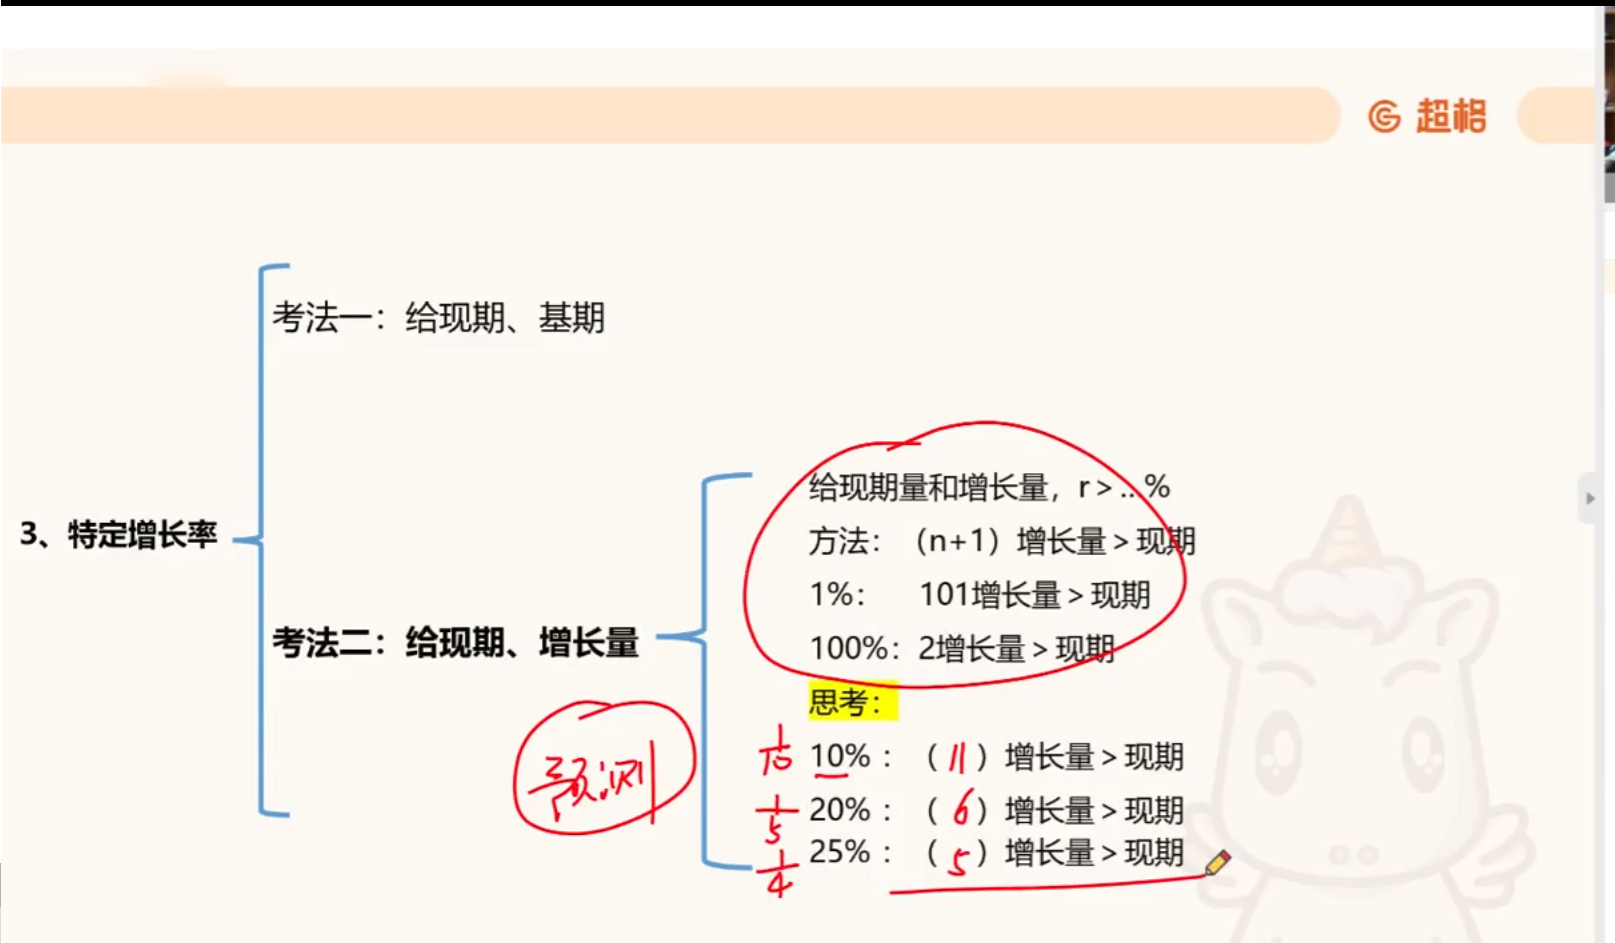 超格
考法一：给现期、基期
给现期量和增长量，r＞…%
方法：（n+1）增长量＞现期
3、特定增长率
1%：101增长量＞现期
考法二：给现期、增长量
100%：2增长量＞现期
思考：
预测
1/10 10%：（11）增长量＞现期
1/5 20%：（6）增长量＞现期
1/4 25%：（5）增长量＞现期